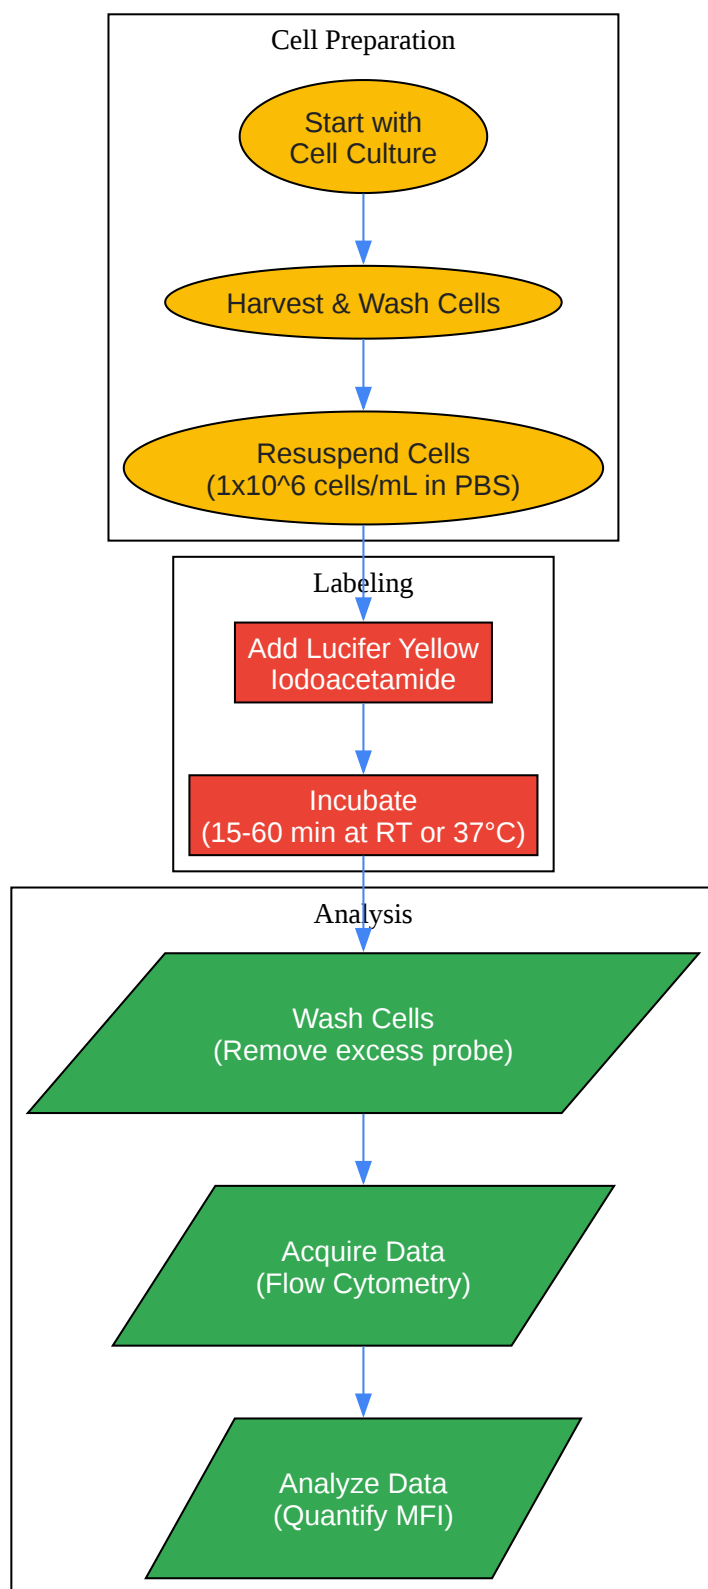 Cell Preparation
Start with
Cell Culture
Harvest & Wash Cells
Resuspend Cells
(1x10^6 cells/mL in PBS)
Labeling
Add Lucifer Yellow
Iodoacetamide
Incubate
(15-60 min at RT or 37°C)
Analysis
Wash Cells
(Remove excess probe)
Acquire Data
(Flow Cytometry)
Analyze Data
(Quantify MFI)